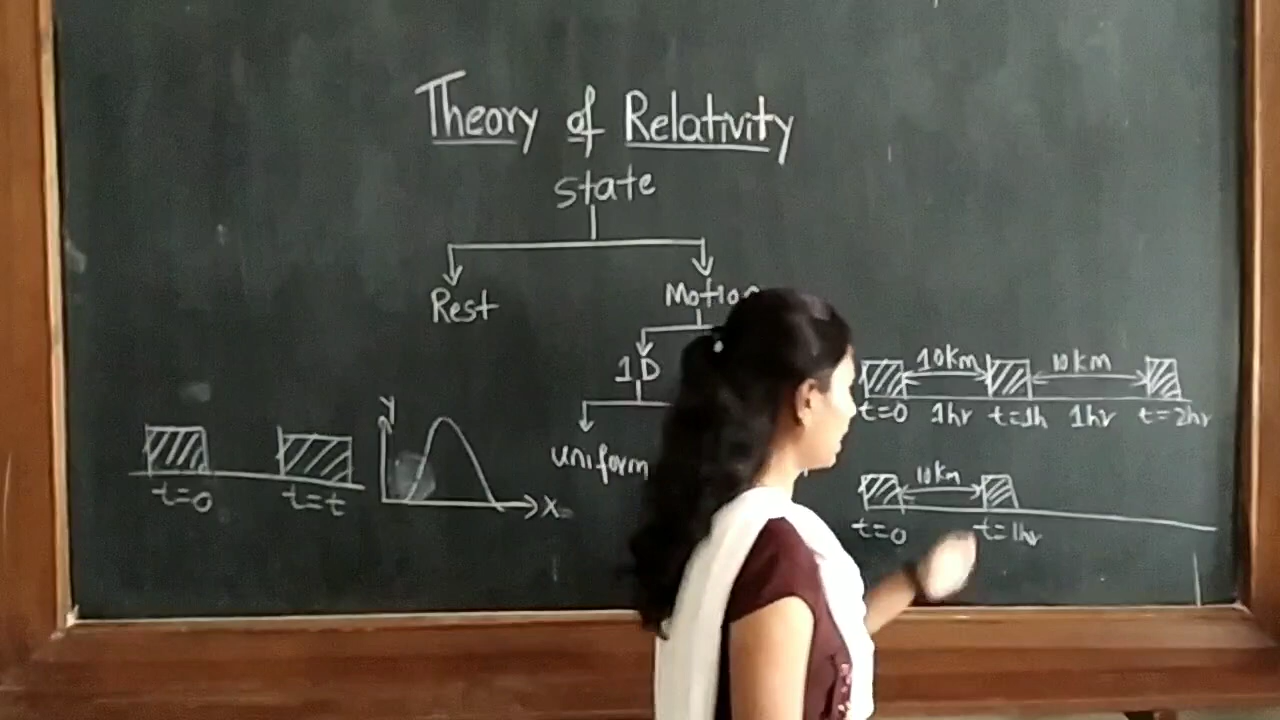 Theory of Relativity
State
Rest
Motion
1D
uniform
10km 10km
t=0 1hr t=1h 1hr t=2hr
t=0 t=t
Y
X
10km
t=0 t=1hr